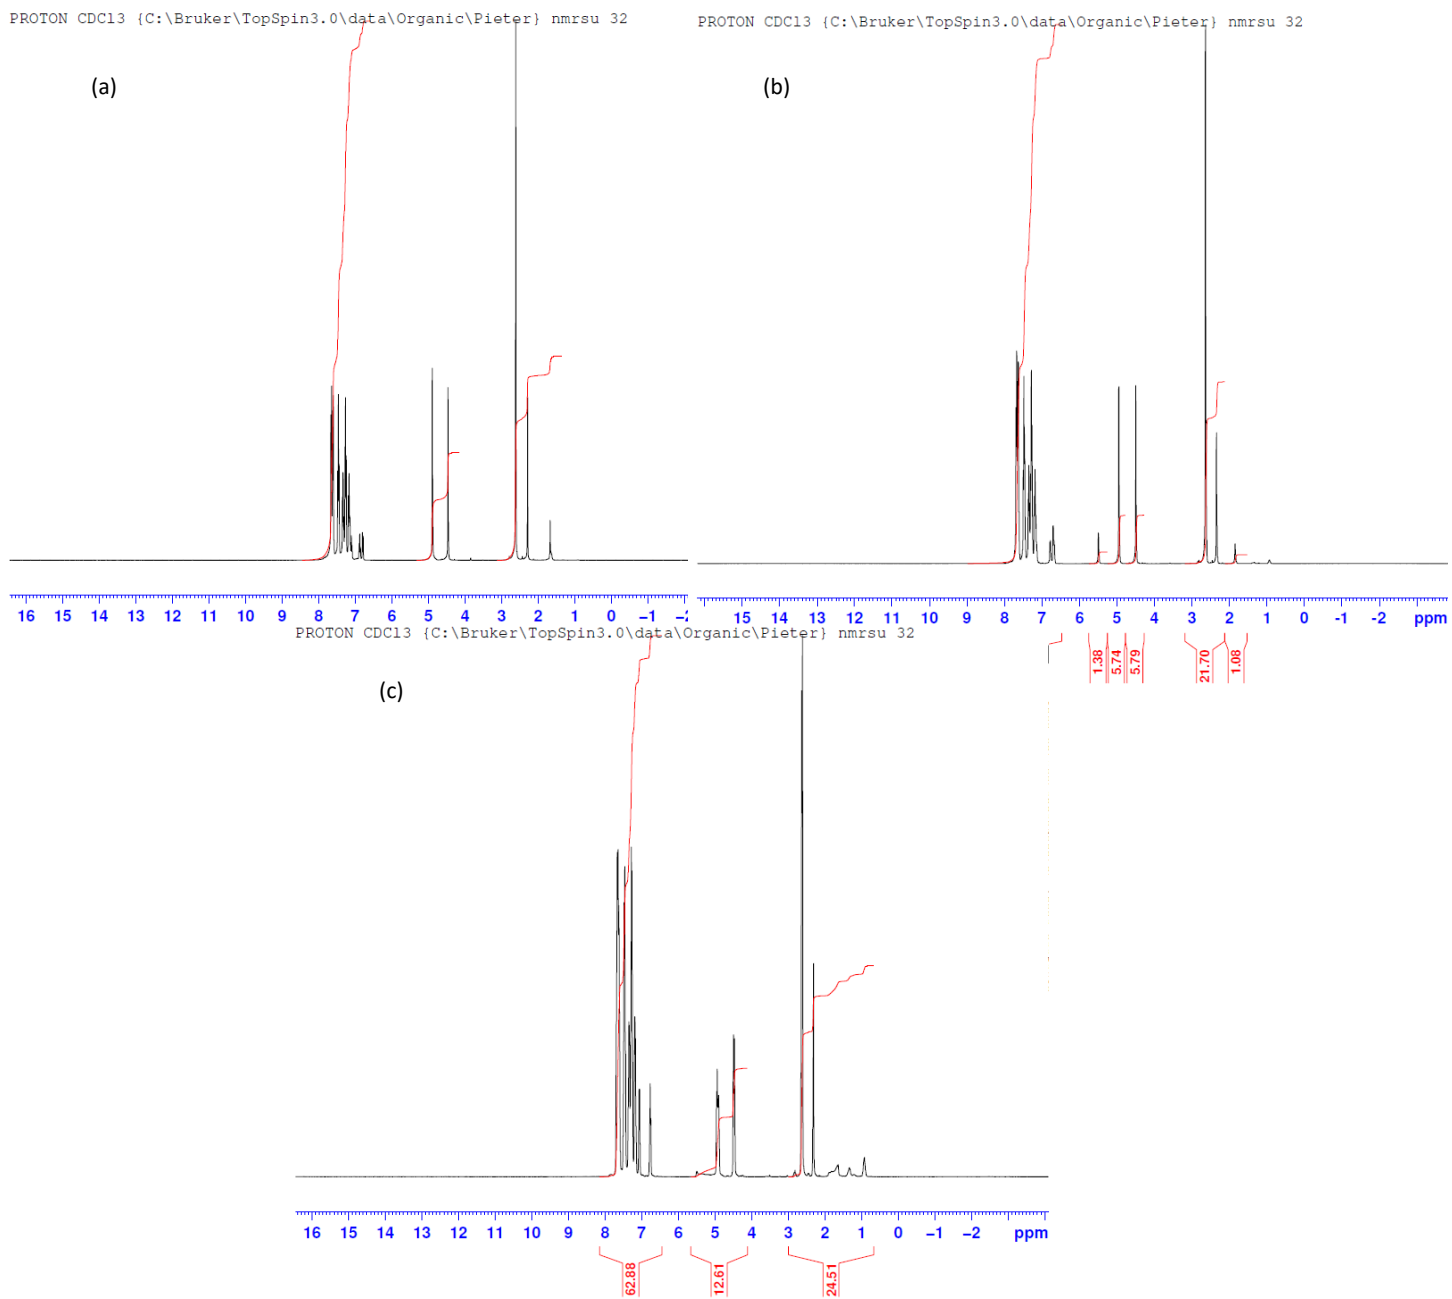 PROTON CDCl3 {C:\Bruker\TopSpin3.0\data\Organic\Pieter} nmrsu 32
(a)
16 15 14 13 12 11 10 9 8 7 6 5 4 3 2 1 0 −1 −2
PROTON CDCl3 {C:\Bruker\TopSpin3.0\data\Organic\Pieter} nmrsu 32
(b)
15 14 13 12 11 10 9 8 7 6 5 4 3 2 1 0 −1 −2 ppm
1.38 5.74 5.79 21.70 1.08
PROTON CDCl3 {C:\Bruker\TopSpin3.0\data\Organic\Pieter} nmrsu 32
(c)
16 15 14 13 12 11 10 9 8 7 6 5 4 3 2 1 0 −1 −2 ppm
62.88 12.61 24.51